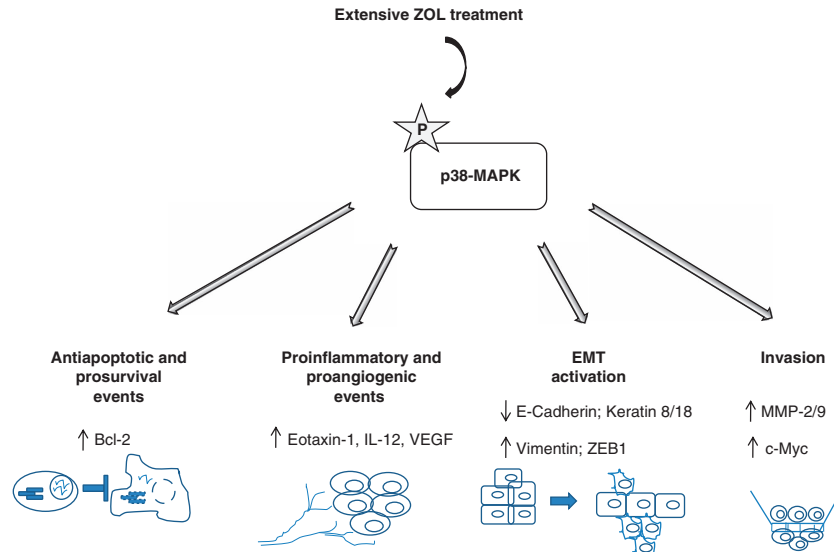 Extensive ZOL treatment
P
p38-MAPK
Antiapoptotic and
prosurvival
events
↑ Bcl-2
Proinflammatory and
proangiogenic
events
↑ Eotaxin-1, IL-12, VEGF
EMT
activation
↓ E-Cadherin; Keratin 8/18
↑ Vimentin; ZEB1
Invasion
↑ MMP-2/9
↑ c-Myc